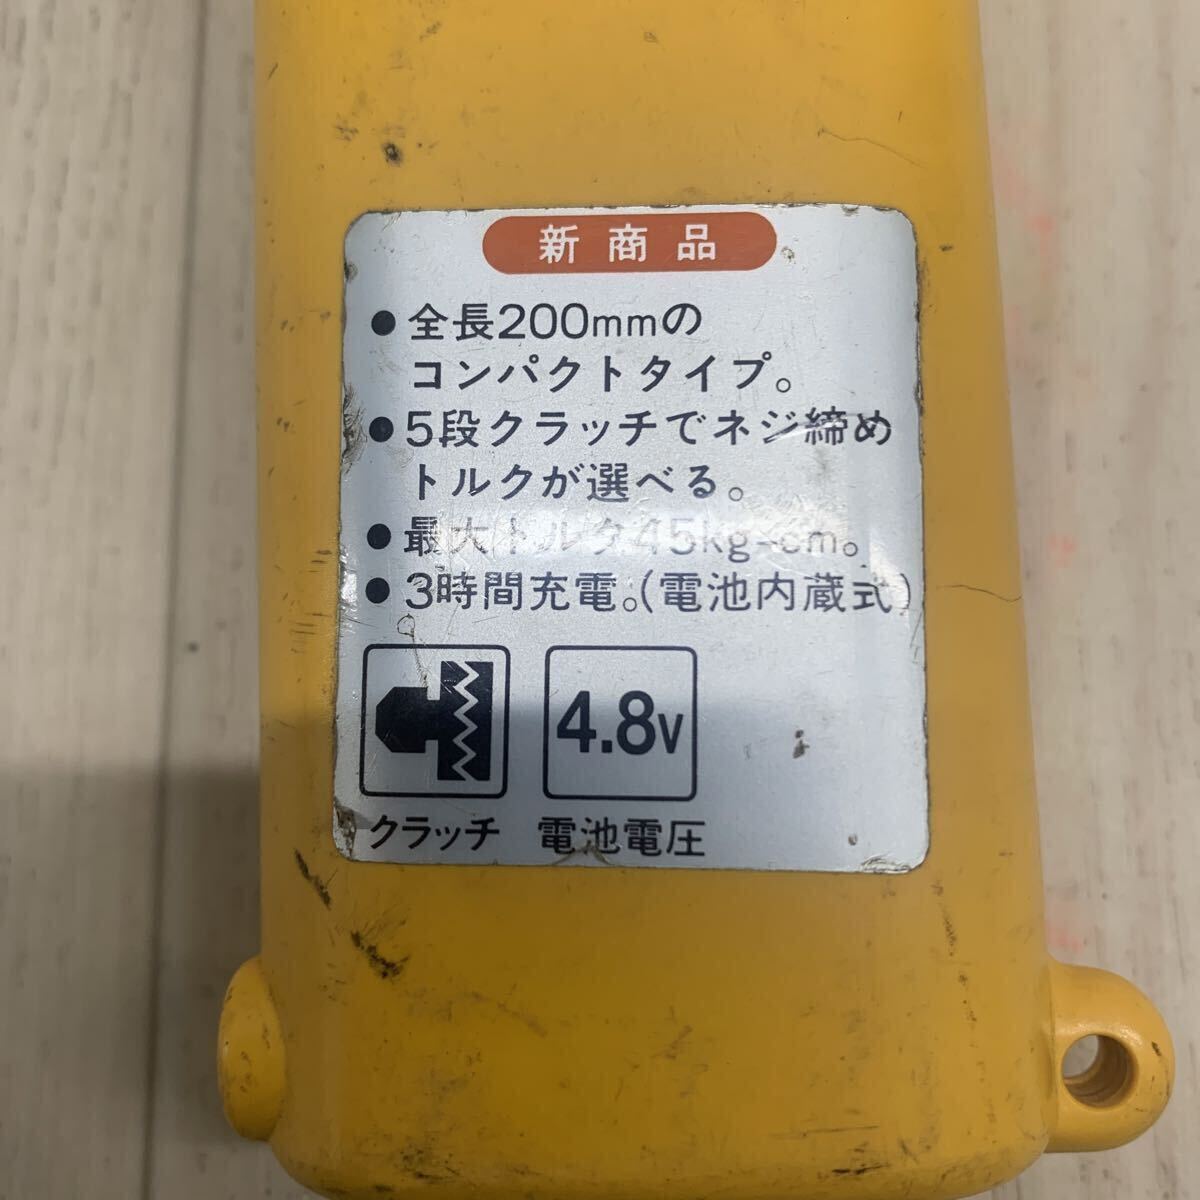 新商品
●全長200mmの
コンパクトタイプ。
●5段クラッチでネジ締め
トルクが選べる。
●最大トルク45kg-cm。
●3時間充電。(電池内蔵式)
4.8V
クラッチ 電池電圧